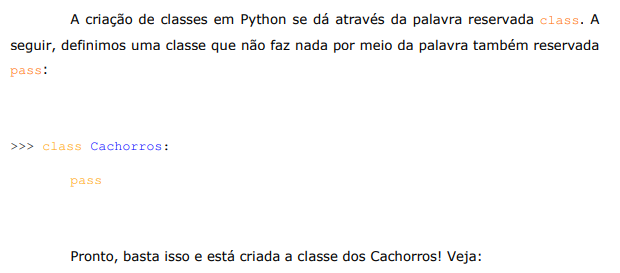 A criação de classes em Python se dá através da palavra reservada class. A
seguir, definimos uma classe que não faz nada por meio da palavra também reservada
pass:
>>> class Cachorros:
pass
Pronto, basta isso e está criada a classe dos Cachorros! Veja: